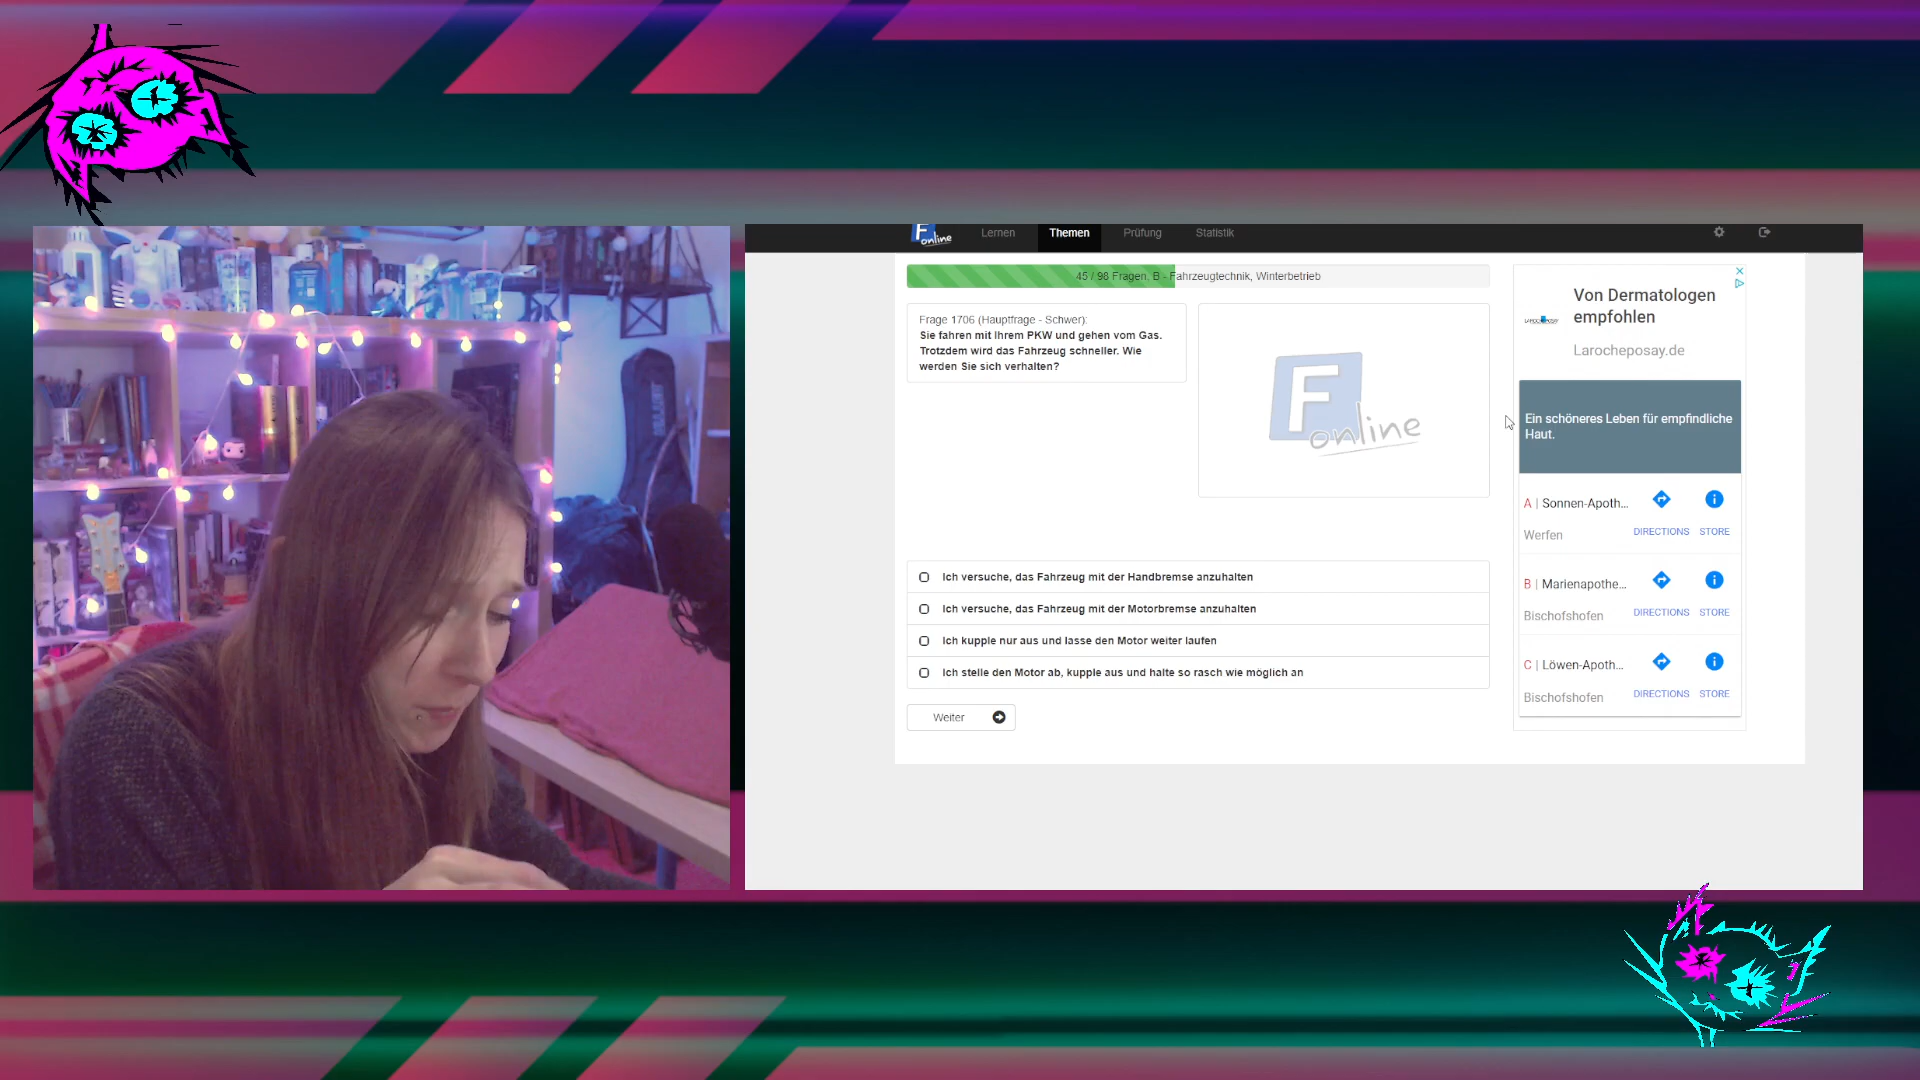 F online
Lernen
Themen
Prüfung
Statistik
45 / 98 Fragen. B - Fahrzeugtechnik, Winterbetrieb
Frage 1706 (Hauptfrage - Schwer):
Sie fahren mit Ihrem PKW und gehen vom Gas.
Trotzdem wird das Fahrzeug schneller. Wie
werden Sie sich verhalten?
F online
Ich versuche, das Fahrzeug mit der Handbremse anzuhalten
Ich versuche, das Fahrzeug mit der Motorbremse anzuhalten
Ich kupple nur aus und lasse den Motor weiter laufen
Ich stelle den Motor ab, kupple aus und halte so rasch wie möglich an
Weiter
Von Dermatologen
empfohlen
Larocheposay.de
Ein schöneres Leben für empfindliche
Haut.
A | Sonnen-Apoth...
Werfen
DIRECTIONS
STORE
B | Marienapothe...
Bischofshofen
DIRECTIONS
STORE
C | Löwen-Apoth...
Bischofshofen
DIRECTIONS
STORE